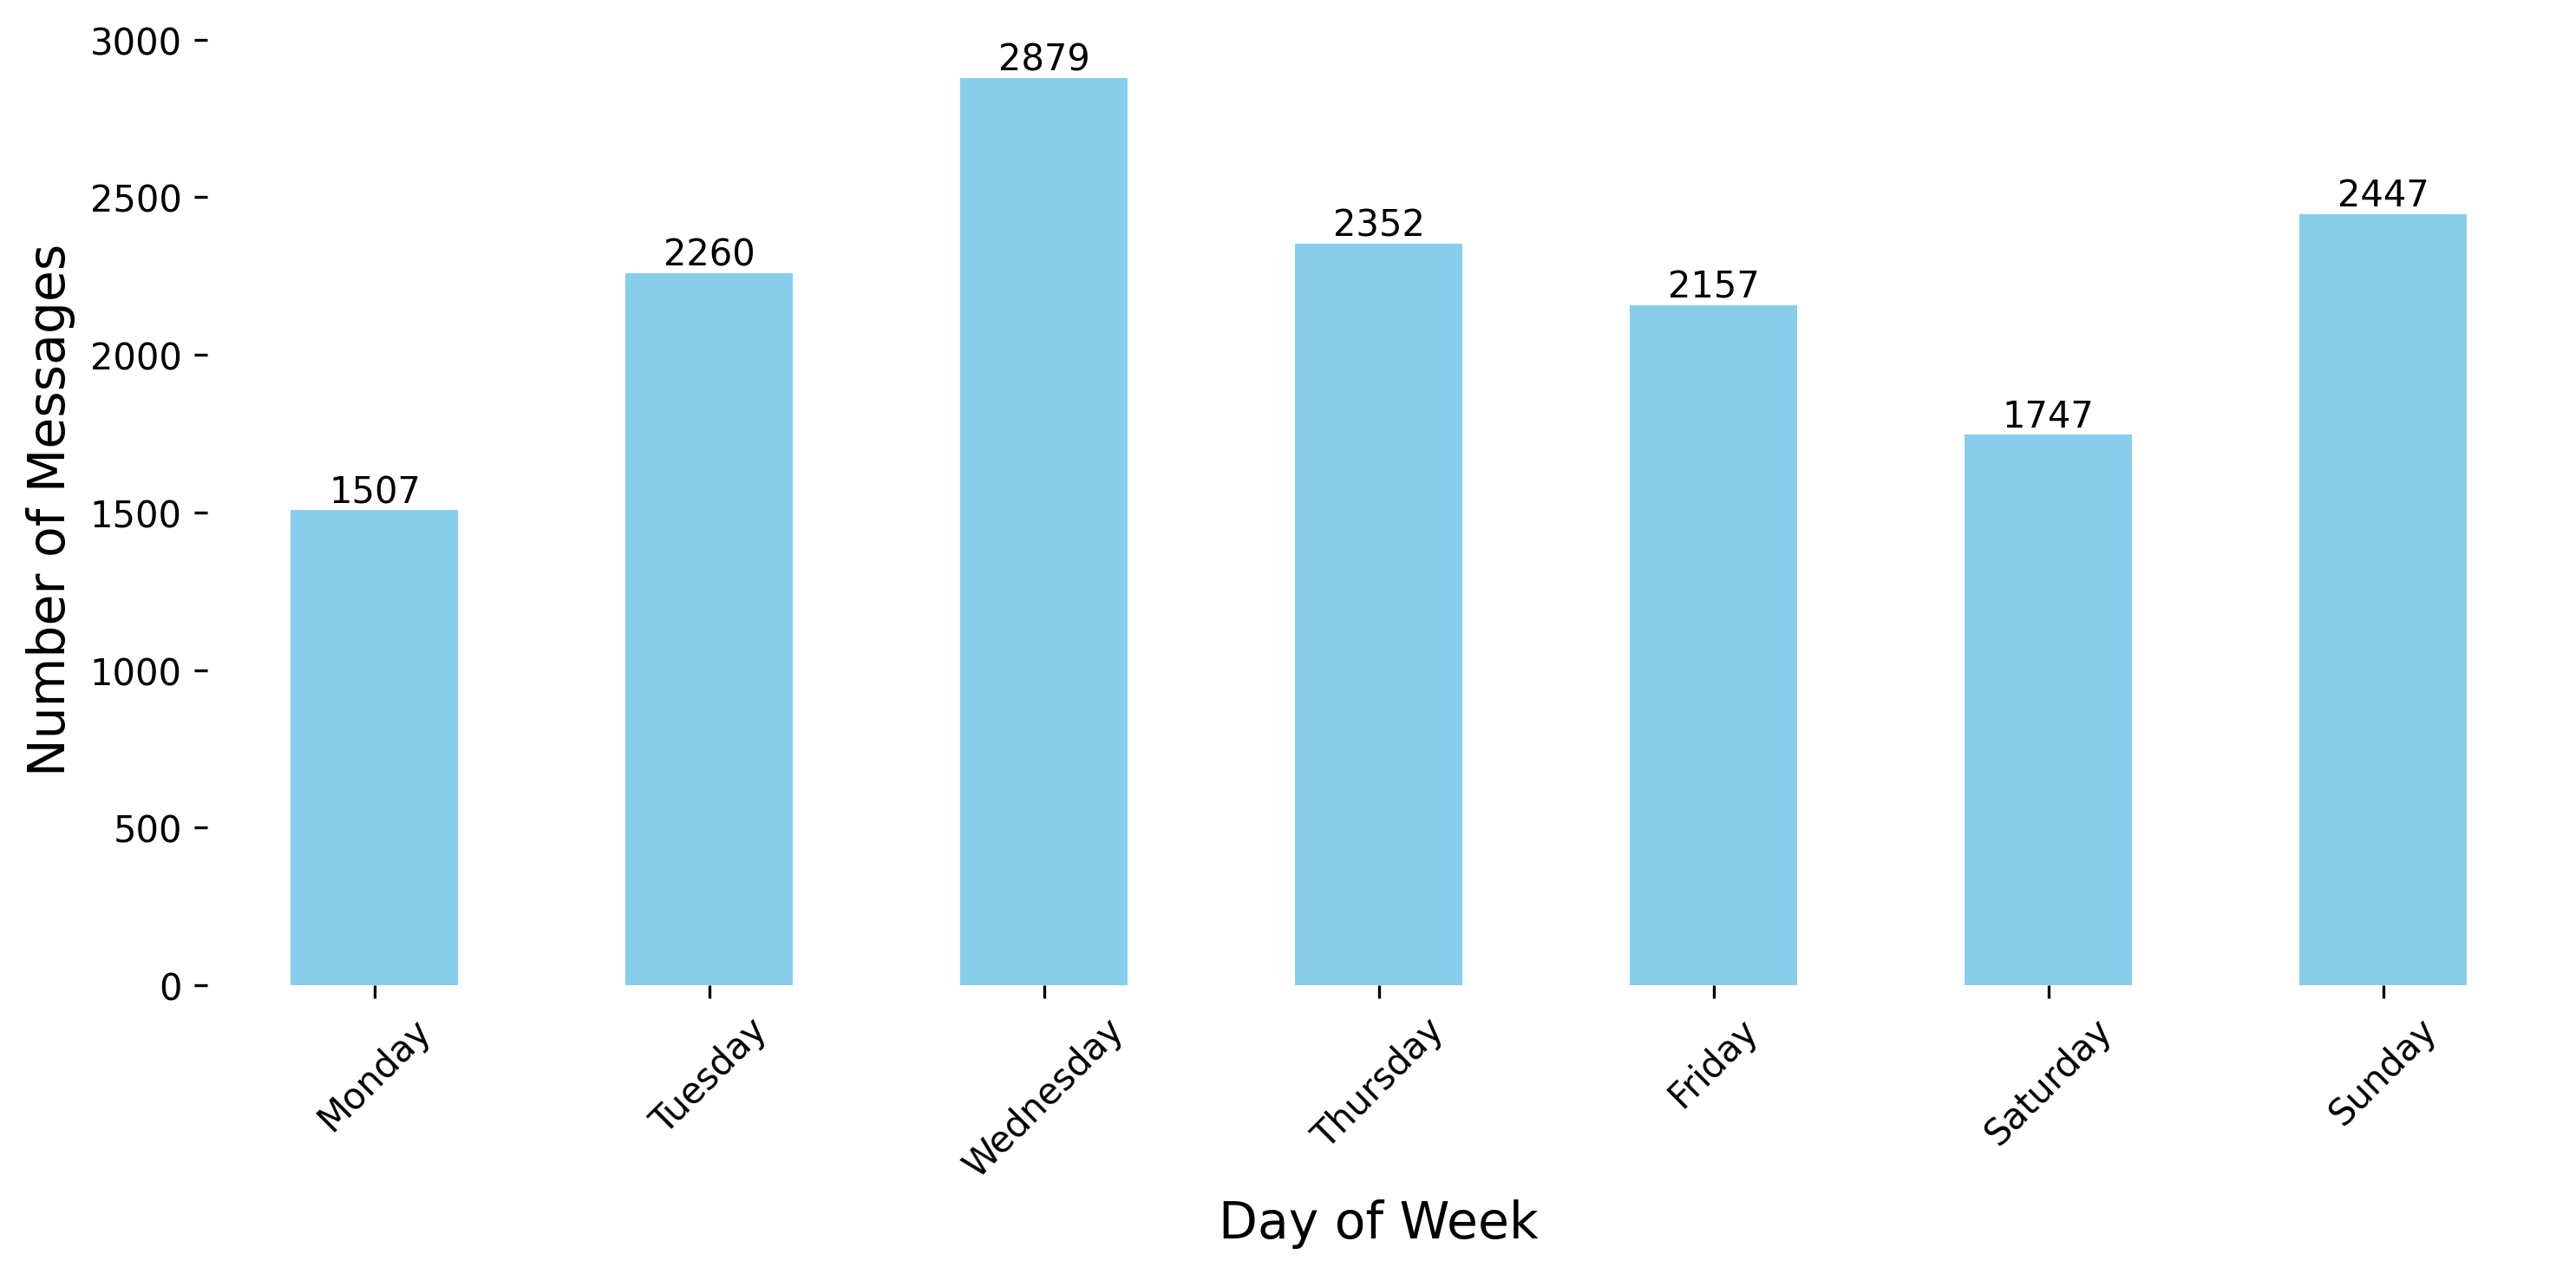 3000
2500
2000
1500
1000
500
0
Number of Messages
1507
2260
2879
2352
2157
1747
2447
Monday
Tuesday
Wednesday
Thursday
Friday
Saturday
Sunday
Day of Week